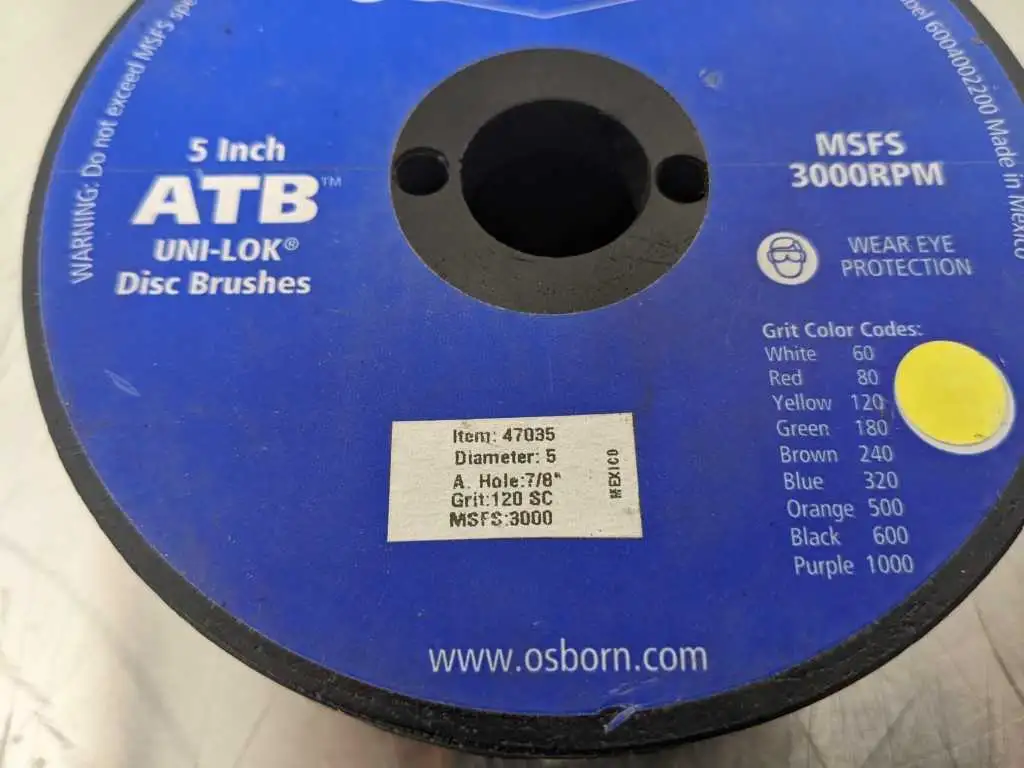 WARNING: Do not exceed MSFS
5 Inch
ATB™
UNI-LOK®
Disc Brushes
MSFS
3000RPM
WEAR EYE
PROTECTION
6004002200 Made in Mexico
Grit Color Codes:
White 60
Red 80
Yellow 120
Green 180
Brown 240
Blue 320
Orange 500
Black 600
Purple 1000
Item: 47035
Diameter: 5
A. Hole:7/8"
Grit:120 SC
MSFS:3000
MEXICO
www.osborn.com